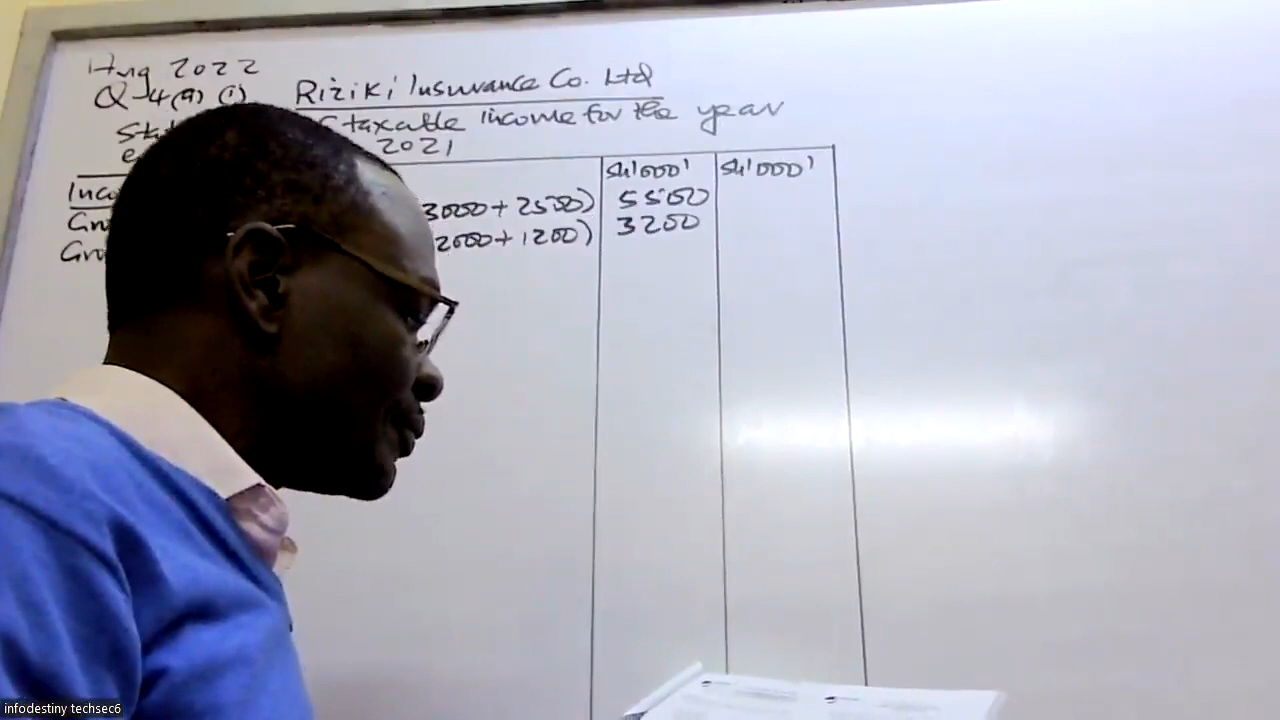 2022
Q-4(a) (i) Riziki Insurance Co. Ltd
taxable income for the year
2021
Sh'000' Sh'000'
3000 + 2500) 5500
2000 + 1200) 3200
infodestiny techsec6